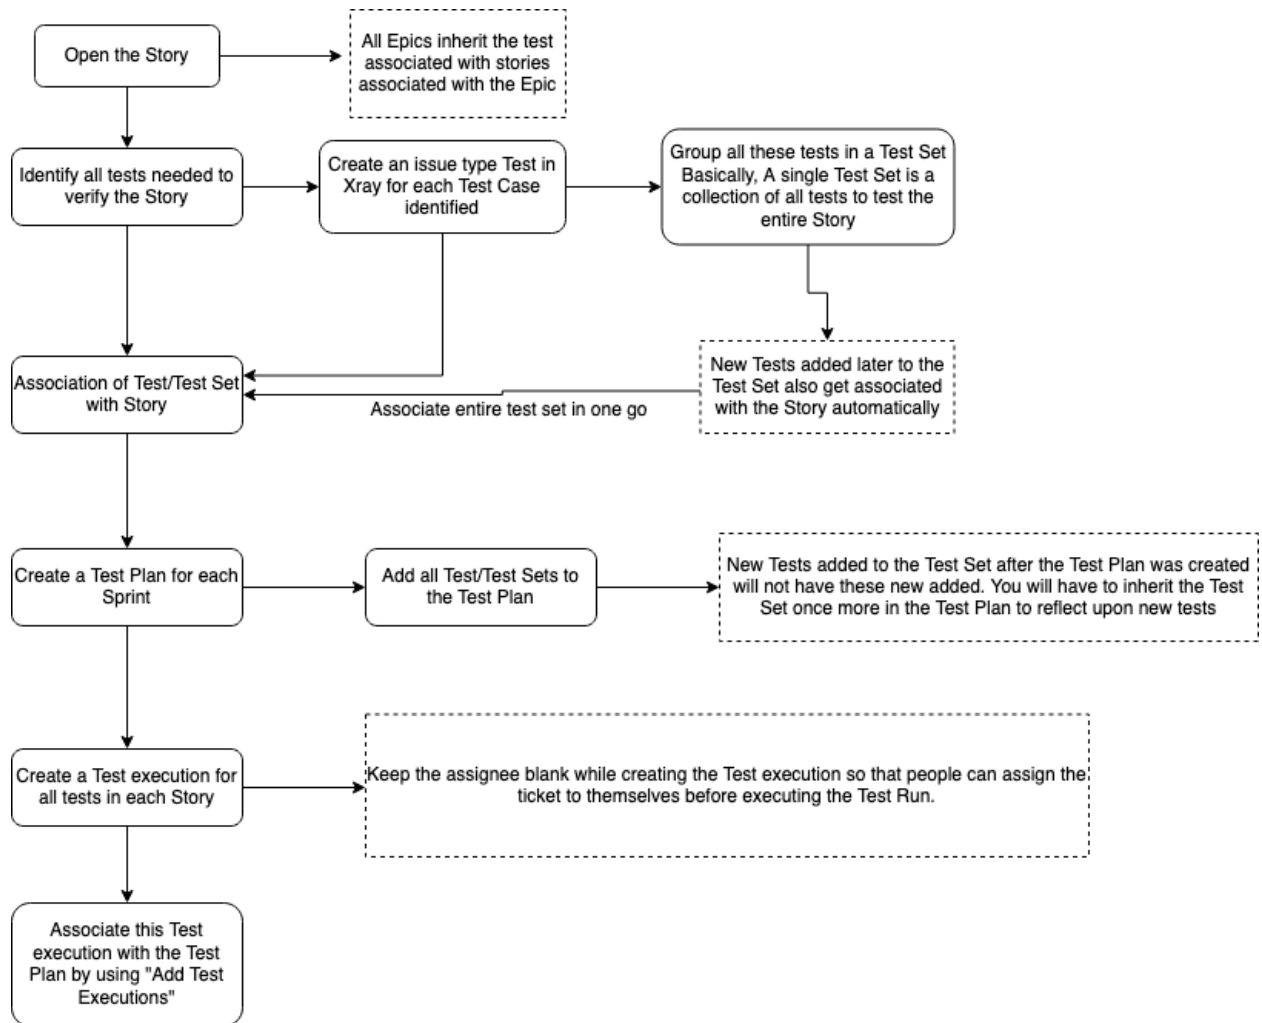 Open the Story
All Epics inherit the test
associated with stories
associated with the Epic
Identify all tests needed to
verify the Story
Create an issue type Test in
Xray for each Test Case
identified
Group all these tests in a Test Set
Basically, A single Test Set is a
collection of all tests to test the
entire Story
Association of Test/Test Set
with Story
Associate entire test set in one go
New Tests added later to the
Test Set also get associated
with the Story automatically
Create a Test Plan for each
Sprint
Add all Test/Test Sets to
the Test Plan
New Tests added to the Test Set after the Test Plan was created
will not have these new added. You will have to inherit the Test
Set once more in the Test Plan to reflect upon new tests
Create a Test execution for
all tests in each Story
Keep the assignee blank while creating the Test execution so that people can assign the
ticket to themselves before executing the Test Run.
Associate this Test
execution with the Test
Plan by using "Add Test
Executions"